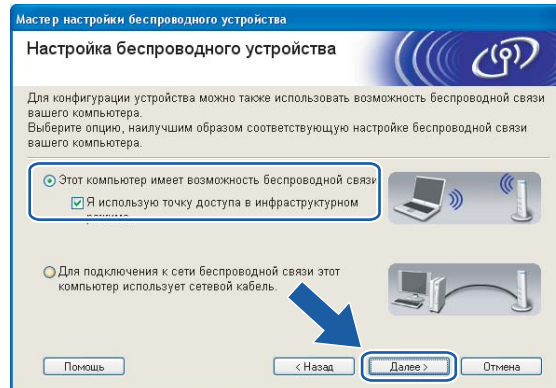 Мастер настройки беспроводного устройства
Настройка беспроводного устройства
Для конфигурации устройства можно также использовать возможность беспроводной связи
вашего компьютера.
Выберите опцию, наилучшим образом соответствующую настройке беспроводной связи
вашего компьютера.
Этот компьютер имеет возможность беспроводной связи
Я использую точку доступа в инфраструктурном
Для подключения к сети беспроводной связи этот
компьютер использует сетевой кабель.
Помощь
< Назад
Далее >
Отмена